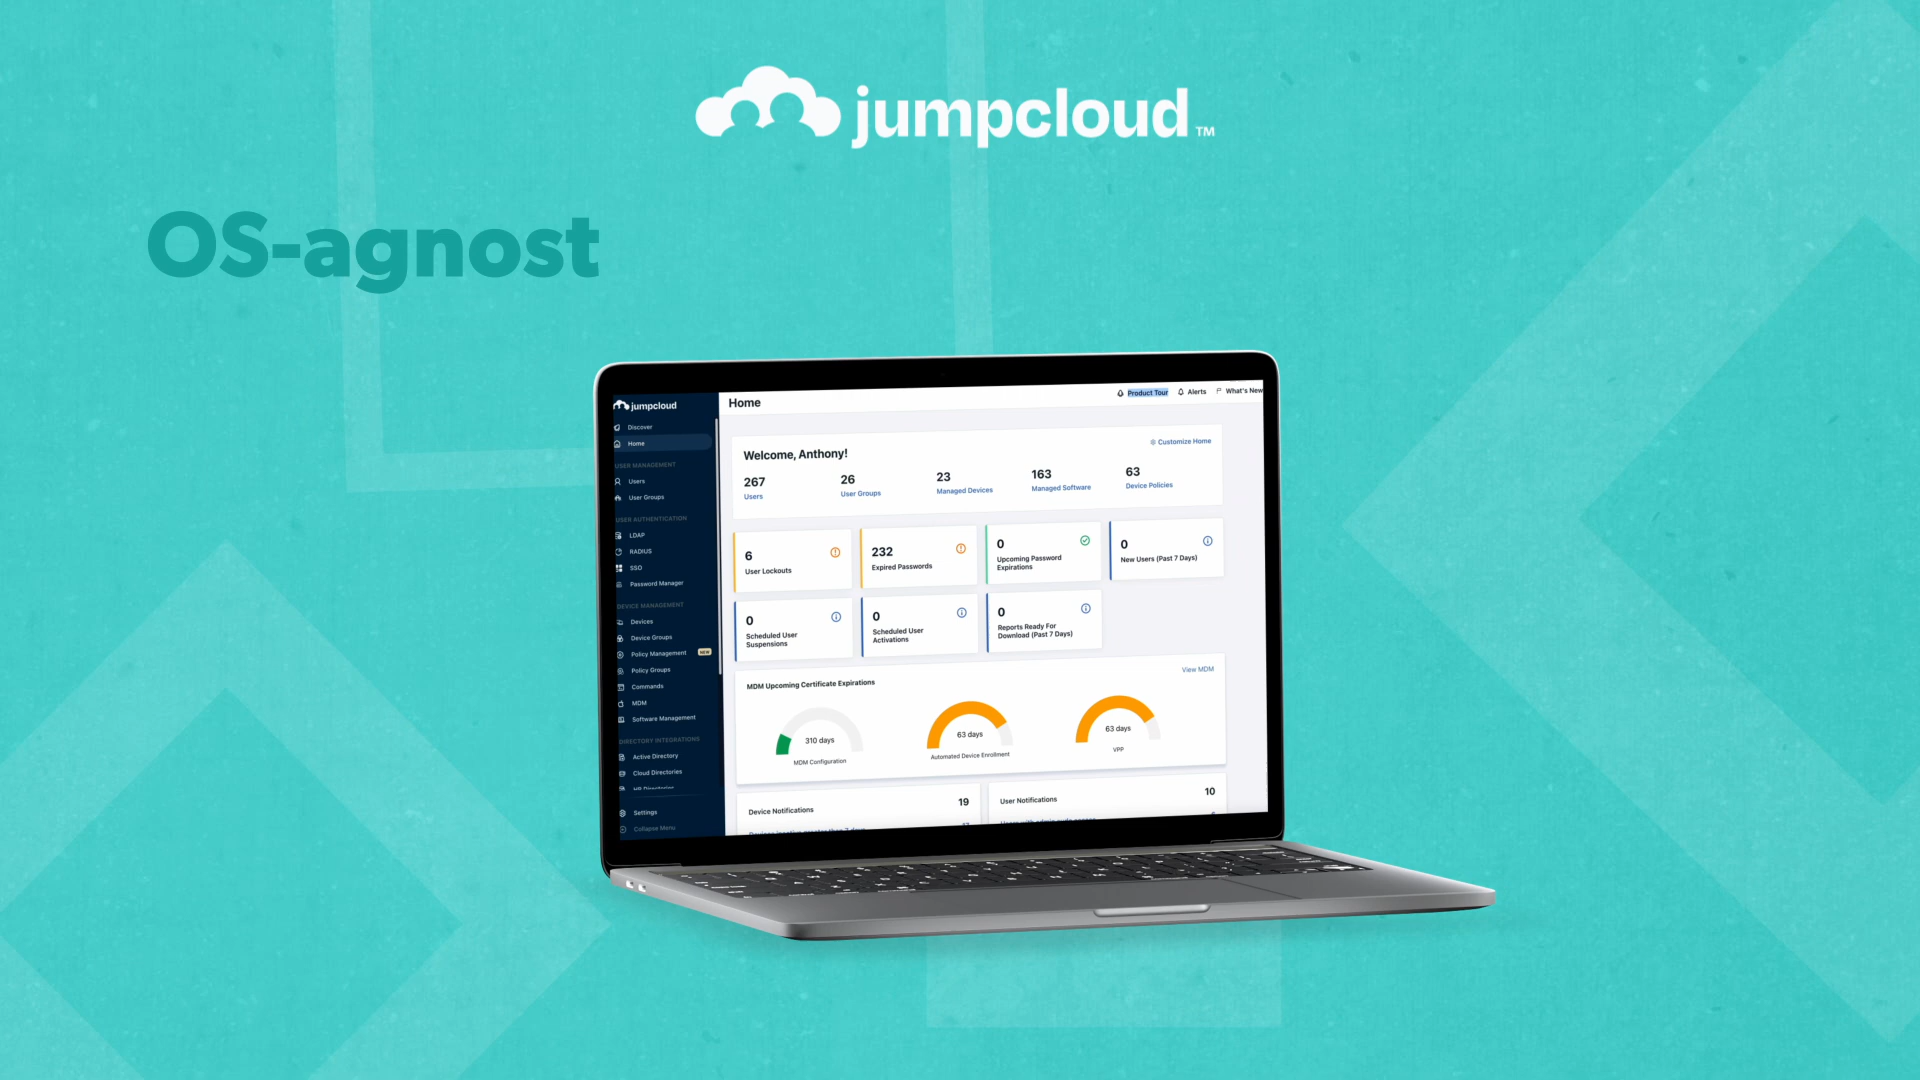 jumpcloud™
OS-agnost
jumpcloud
Discover
Home
USER MANAGEMENT
Users
User Groups
USER AUTHENTICATION
LDAP
RADIUS
SSO
Password Manager
DEVICE MANAGEMENT
Devices
Device Groups
Policy Management NEW
Policy Groups
Commands
MDM
Software Management
DIRECTORY INTEGRATIONS
Active Directory
Cloud Directories
HR Directories
Settings
Collapse Menu
Home
Product Tour
Alerts
What's New
Welcome, Anthony!
Customize Home
267
Users
26
User Groups
23
Managed Devices
163
Managed Software
63
Device Policies
6
User Lockouts
232
Expired Passwords
0
Upcoming Password
Expirations
0
New Users (Past 7 Days)
0
Scheduled User
Suspensions
0
Scheduled User
Activations
0
Reports Ready For
Download (Past 7 Days)
MDM Upcoming Certificate Expirations
View MDM
310 days
MDM Configuration
63 days
Automated Device Enrollment
63 days
VPP
Device Notifications
19
User Notifications
10